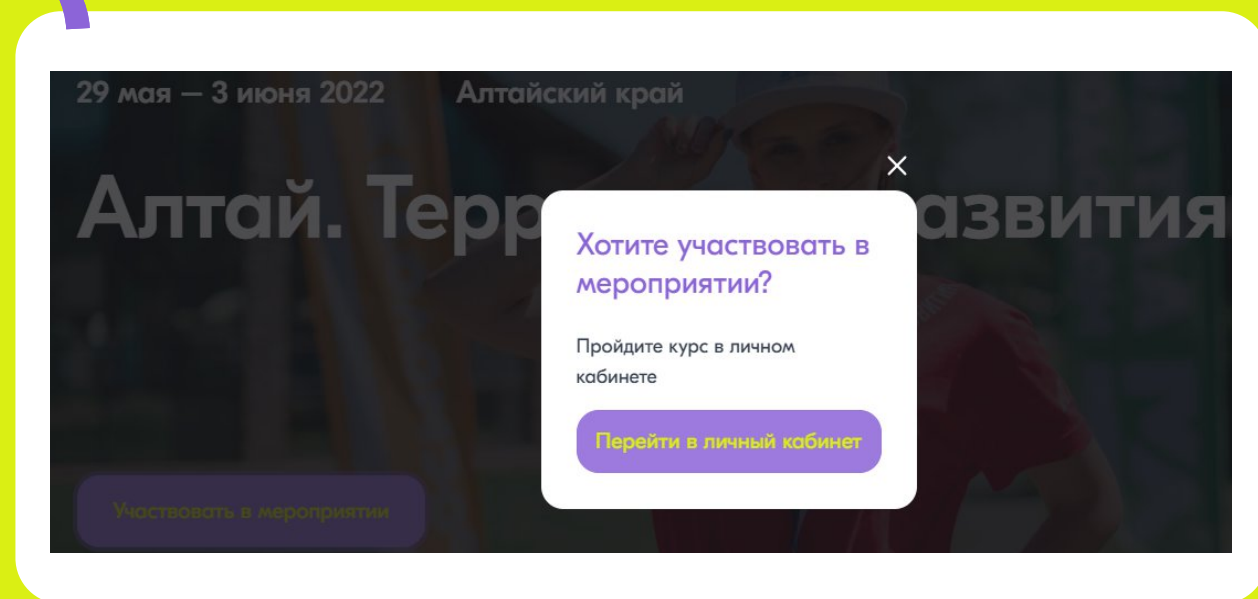 29 мая — 3 июня 2022 Алтайский край
Алтай. Терр азвития
Хотите участвовать в
мероприятии?
Пройдите курс в личном
кабинете
Перейти в личный кабинет
Участвовать в мероприятии